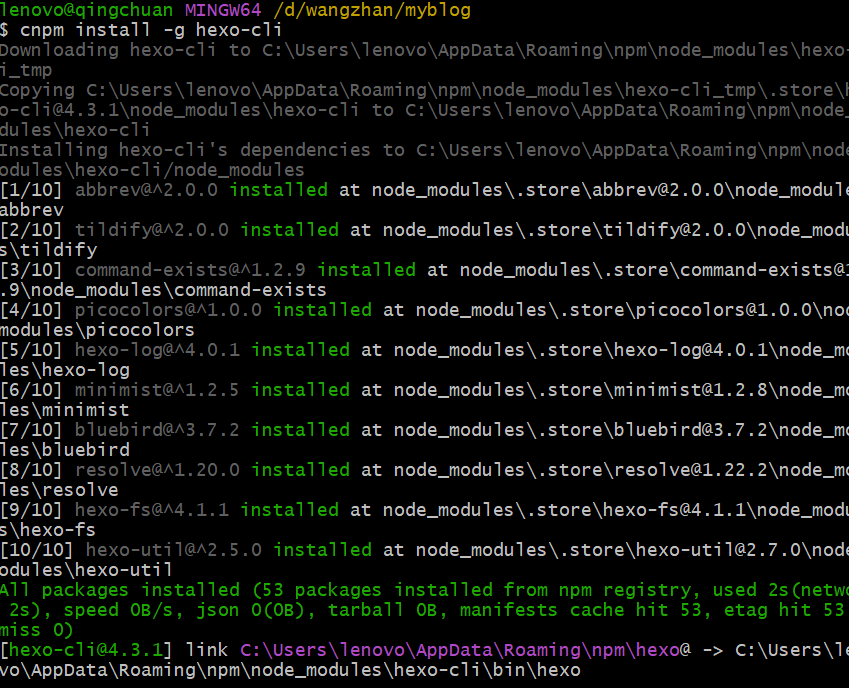 lenovo@qingchuan MINGW64 /d/wangzhan/myblog
$ cnpm install -g hexo-cli
Downloading hexo-cli to C:\Users\lenovo\AppData\Roaming\npm\node_modules\hexo-
i_tmp
Copying C:\Users\lenovo\AppData\Roaming\npm\node_modules\hexo-cli_tmp\.store\h
o-cli@4.3.1\node_modules\hexo-cli to C:\Users\lenovo\AppData\Roaming\npm\node_
dules\hexo-cli
Installing hexo-cli's dependencies to C:\Users\lenovo\AppData\Roaming\npm\node
odules\hexo-cli/node_modules
[1/10] abbrev@^2.0.0 installed at node_modules\.store\abbrev@2.0.0\node_module
abbrev
[2/10] tildify@^2.0.0 installed at node_modules\.store\tildify@2.0.0\node_modu
s\tildify
[3/10] command-exists@^1.2.9 installed at node_modules\.store\command-exists@1
.9\node_modules\command-exists
[4/10] picocolors@^1.0.0 installed at node_modules\.store\picocolors@1.0.0\nod
modules\picocolors
[5/10] hexo-log@^4.0.1 installed at node_modules\.store\hexo-log@4.0.1\node_mo
les\hexo-log
[6/10] minimist@^1.2.5 installed at node_modules\.store\minimist@1.2.8\node_mo
les\minimist
[7/10] bluebird@^3.7.2 installed at node_modules\.store\bluebird@3.7.2\node_mo
les\bluebird
[8/10] resolve@^1.20.0 installed at node_modules\.store\resolve@1.22.2\node_mo
les\resolve
[9/10] hexo-fs@^4.1.1 installed at node_modules\.store\hexo-fs@4.1.1\node_modu
s\hexo-fs
[10/10] hexo-util@^2.5.0 installed at node_modules\.store\hexo-util@2.7.0\node
odules\hexo-util
All packages installed (53 packages installed from npm registry, used 2s(netwo
 2s), speed 0B/s, json 0(0B), tarball 0B, manifests cache hit 53, etag hit 53
miss 0)
[hexo-cli@4.3.1] link C:\Users\lenovo\AppData\Roaming\npm\hexo@ -> C:\Users\le
vo\AppData\Roaming\npm\node_modules\hexo-cli\bin\hexo